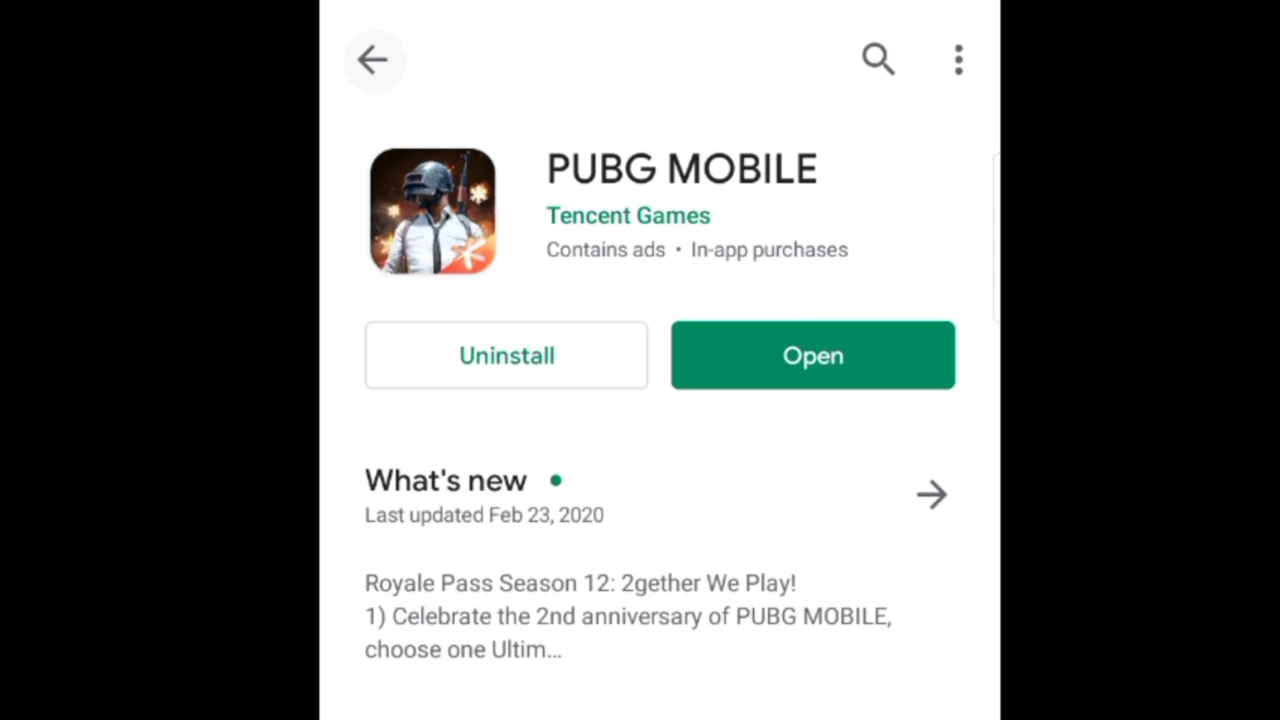 PUBG MOBILE
Tencent Games
Contains ads • In-app purchases
Uninstall
Open
What's new
Last updated Feb 23, 2020
Royale Pass Season 12: 2gether We Play!
1) Celebrate the 2nd anniversary of PUBG MOBILE,
choose one Ultim...